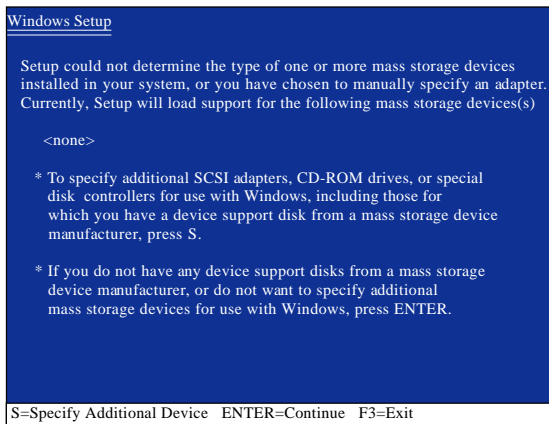 Windows Setup
Setup could not determine the type of one or more mass storage devices
installed in your system, or you have chosen to manually specify an adapter.
Currently, Setup will load support for the following mass storage devices(s)
<none>
* To specify additional SCSI adapters, CD-ROM drives, or special
disk controllers for use with Windows, including those for
which you have a device support disk from a mass storage device
manufacturer, press S.
* If you do not have any device support disks from a mass storage
device manufacturer, or do not want to specify additional
mass storage devices for use with Windows, press ENTER.
S=Specify Additional Device ENTER=Continue F3=Exit